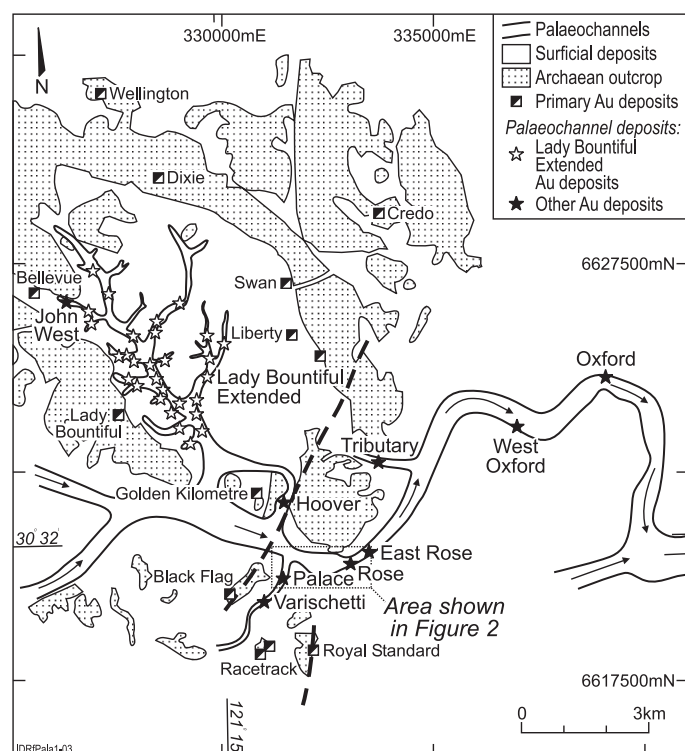 330000mE
335000mE
N
Palaeochannels
Surficial deposits
Archaean outcrop
Primary Au deposits
Palaeochannel deposits:
Lady Bountiful
Extended
Au deposits
Other Au deposits
Wellington
Dixie
Credo
6627500mN
Bellevue
Swan
John
West
Liberty
Oxford
Lady Bountiful
Extended
Lady
Bountiful
West
Oxford
Tributary
Golden Kilometre
Hoover
30° 32'
East Rose
Rose
Black Flag
Palace
Varischetti
Area shown
in Figure 2
Royal Standard
Racetrack
6617500mN
121° 15'
0 3km
IDRfPala1-03